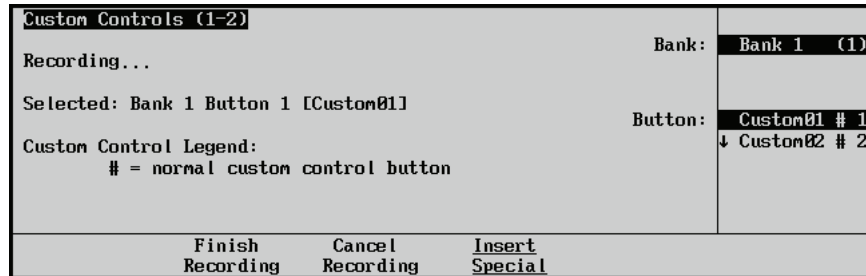 Custom Controls (1-2)
Bank: Bank 1 (1)
Recording...
Selected: Bank 1 Button 1 [Custom01]
Button: Custom01 # 1
↓ Custom02 # 2
Custom Control Legend:
# = normal custom control button
Finish Recording
Cancel Recording
Insert Special